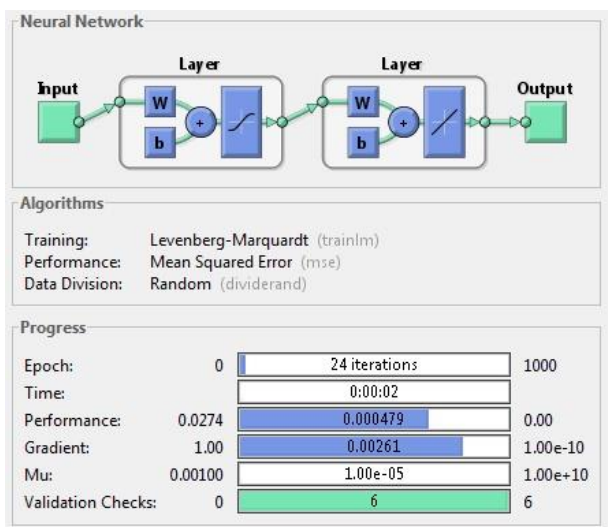 Neural Network
Layer Layer
Input Output
W W
+ +
b b
Algorithms
Training: Levenberg-Marquardt (trainlm)
Performance: Mean Squared Error (mse)
Data Division: Random (dividerand)
Progress
Epoch: 0 24 iterations 1000
Time: 0:00:02
Performance: 0.0274 0.000479 0.00
Gradient: 1.00 0.00261 1.00e-10
Mu: 0.00100 1.00e-05 1.00e+10
Validation Checks: 0 6 6